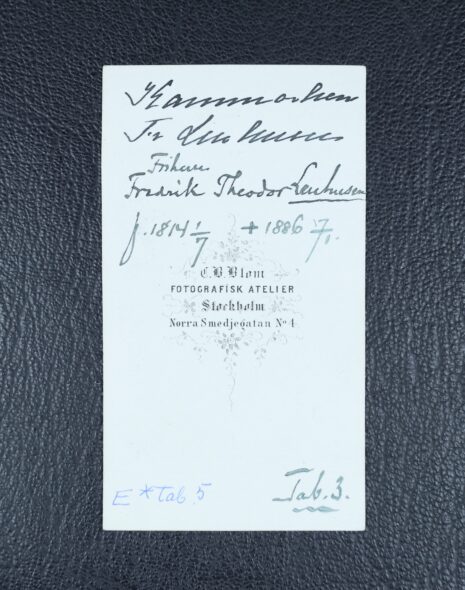 Kammarherr
Fr Leuhusen
Friherre
Fredrik Theodor Leuhusen
f. 1814 1/7 + 1886 7/1.
C.B. Blom
FOTOGRAFISK ATELIER
Stockholm
Norra Smedjegatan No 4
E *Tab 5
Tab. 3.